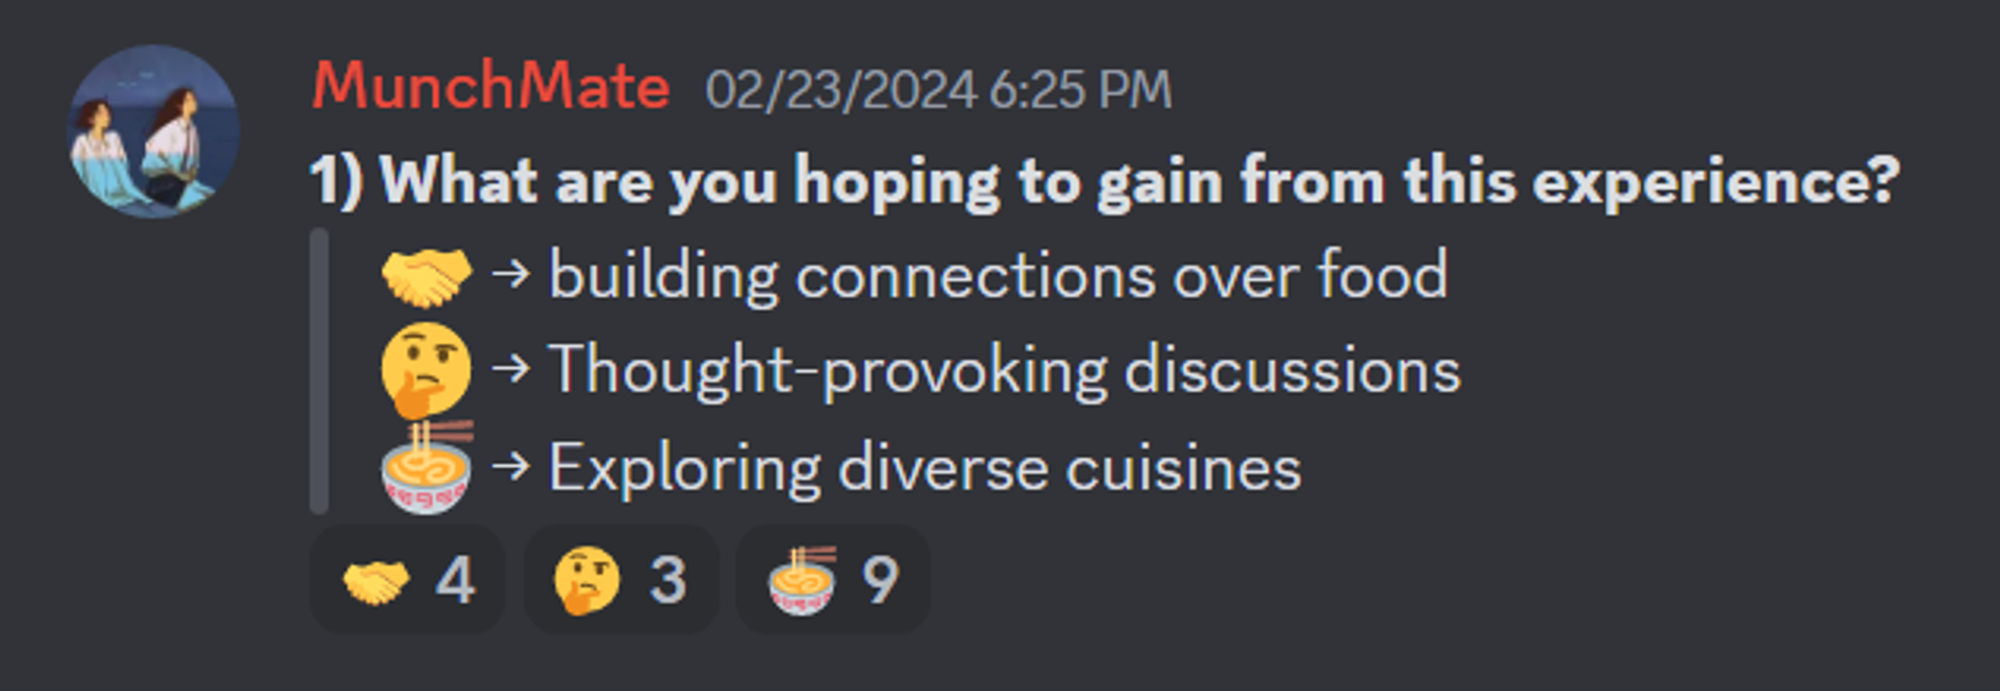 MunchMate 02/23/2024 6:25 PM
1) What are you hoping to gain from this experience?
🤝 → building connections over food
🤔 → Thought-provoking discussions
🍜 → Exploring diverse cuisines
🤝 4 🤔 3 🍜 9